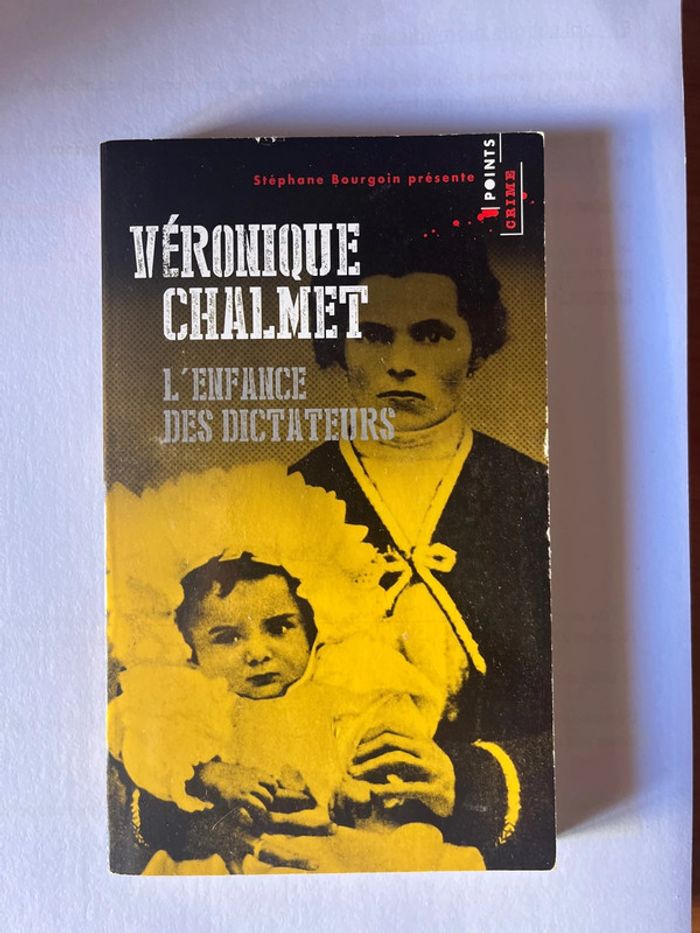 Stéphane Bourgoin présente
POINTS
CRIME
VÉRONIQUE
CHALMET
L'ENFANCE
DES DICTATEURS